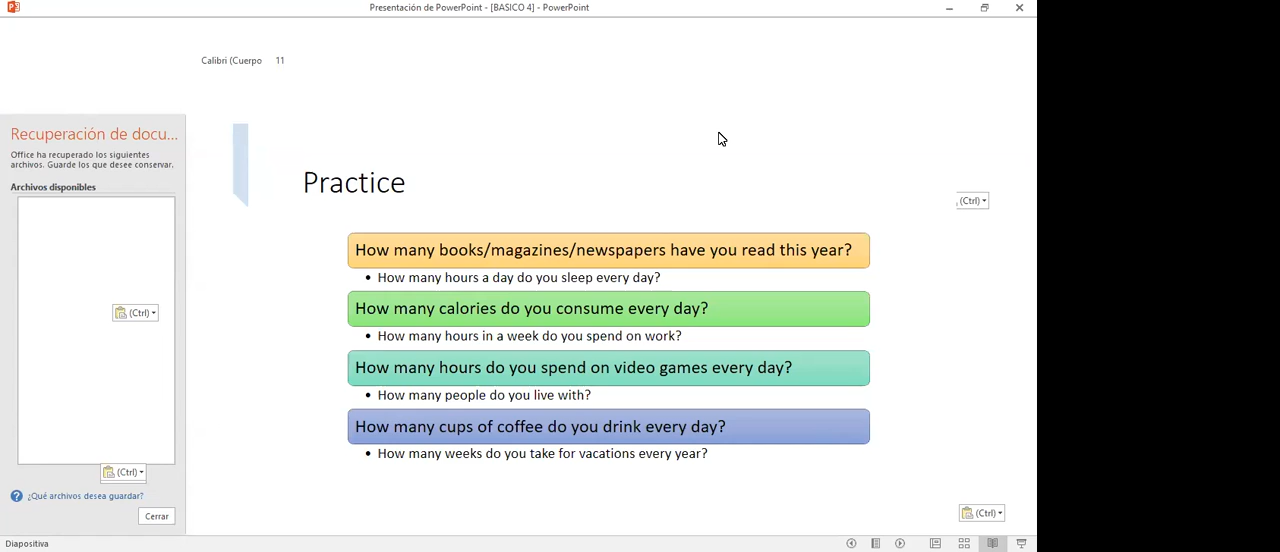 Presentación de PowerPoint - [BASICO 4] - PowerPoint
Calibri (Cuerpo 11
Recuperación de docu...
Office ha recuperado los siguientes
archivos. Guarde los que desee conservar.
Archivos disponibles
(Ctrl)
(Ctrl)
¿Qué archivos desea guardar?
Cerrar
Practice
(Ctrl)
How many books/magazines/newspapers have you read this year?
• How many hours a day do you sleep every day?
How many calories do you consume every day?
• How many hours in a week do you spend on work?
How many hours do you spend on video games every day?
• How many people do you live with?
How many cups of coffee do you drink every day?
• How many weeks do you take for vacations every year?
(Ctrl)
Diapositiva